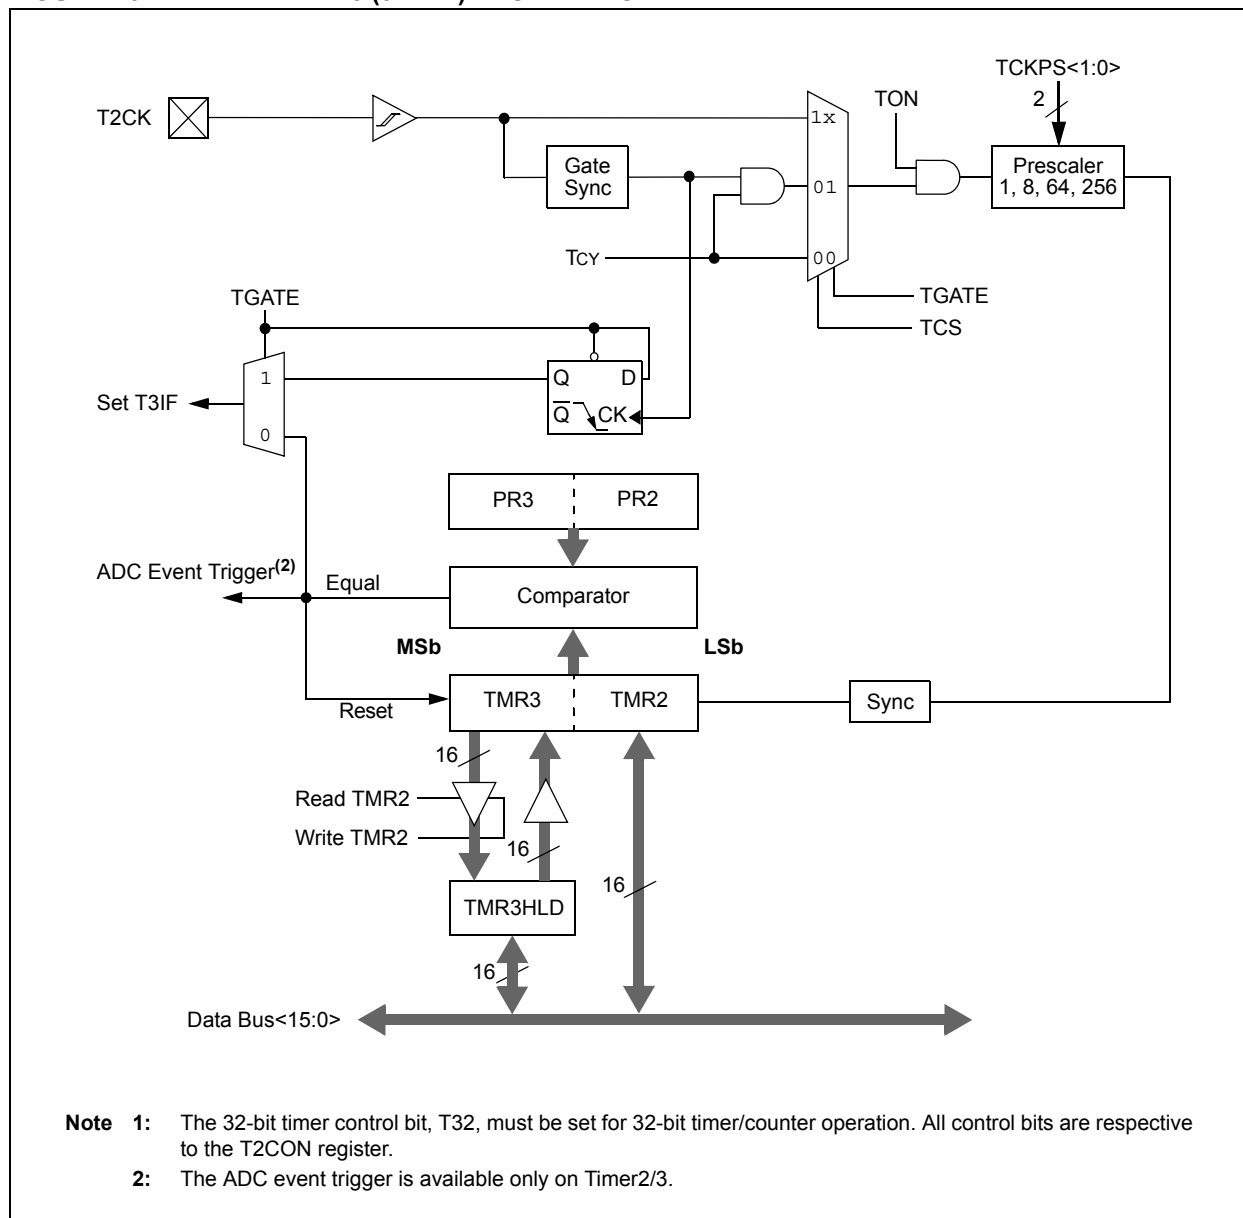 TCKPS<1:0>
2
TON
T2CK
1x
Gate
Sync
Prescaler
1, 8, 64, 256
01
TCY
00
TGATE
TCS
TGATE
1
Q D
Set T3IF
Q CK
0
PR3 PR2
ADC Event Trigger(2)
Equal
Comparator
MSb LSb
TMR3 TMR2
Sync
Reset
16
Read TMR2
Write TMR2
16
16
TMR3HLD
16
Data Bus<15:0>
Note 1: The 32-bit timer control bit, T32, must be set for 32-bit timer/counter operation. All control bits are respective
to the T2CON register.
2: The ADC event trigger is available only on Timer2/3.